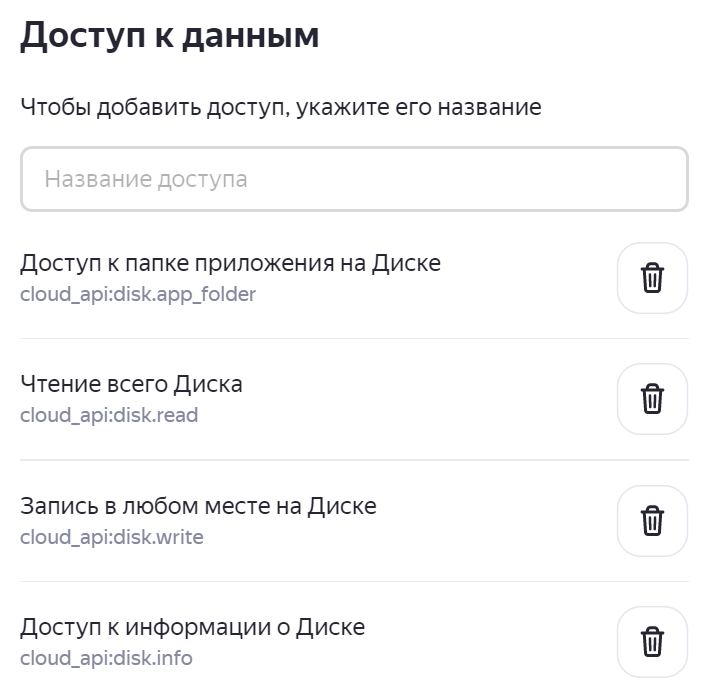 Доступ к данным
Чтобы добавить доступ, укажите его название
Название доступа
Доступ к папке приложения на Диске
cloud_api:disk.app_folder
Чтение всего Диска
cloud_api:disk.read
Запись в любом месте на Диске
cloud_api:disk.write
Доступ к информации о Диске
cloud_api:disk.info